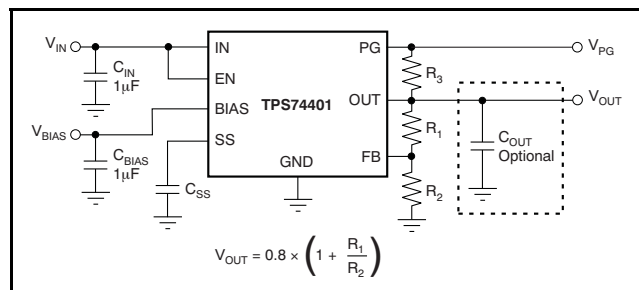 V_IN IN PG V_PG
C_IN
1μF
EN R_3
BIAS TPS74401 OUT V_OUT
V_BIAS SS R_1 C_OUT
Optional
C_BIAS
1μF
C_SS GND FB R_2
V_OUT = 0.8 × (1 + R_1/R_2)